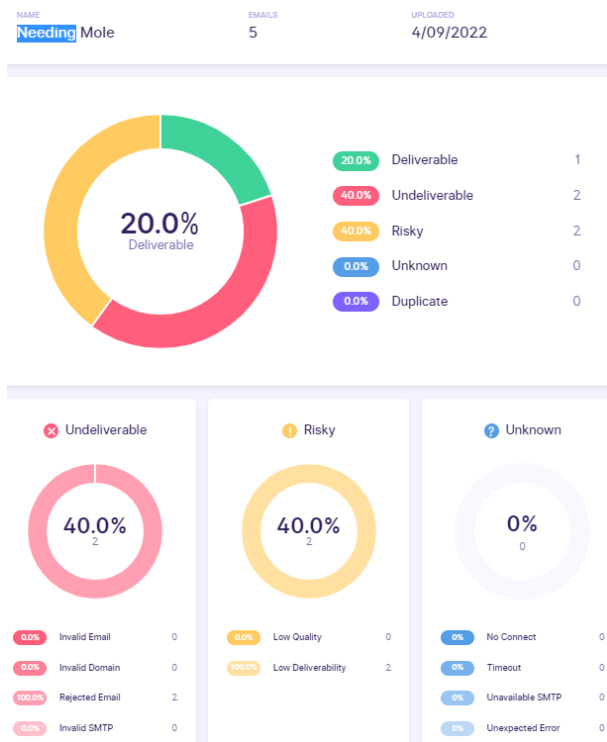 NAME EMAILS UPLOADED
Needing Mole 5 4/09/2022
20.0% Deliverable 1
40.0% Undeliverable 2
40.0% Risky 2
0.0% Unknown 0
0.0% Duplicate 0
20.0%
Deliverable
Undeliverable
40.0%
2
0.0% Invalid Email 0
0.0% Invalid Domain 0
100.0% Rejected Email 2
0.0% Invalid SMTP 0
Risky
40.0%
2
0.0% Low Quality 0
100.0% Low Deliverability 2
Unknown
0%
0
0% No Connect 0
0% Timeout 0
0% Unavailable SMTP 0
0% Unexpected Error 0